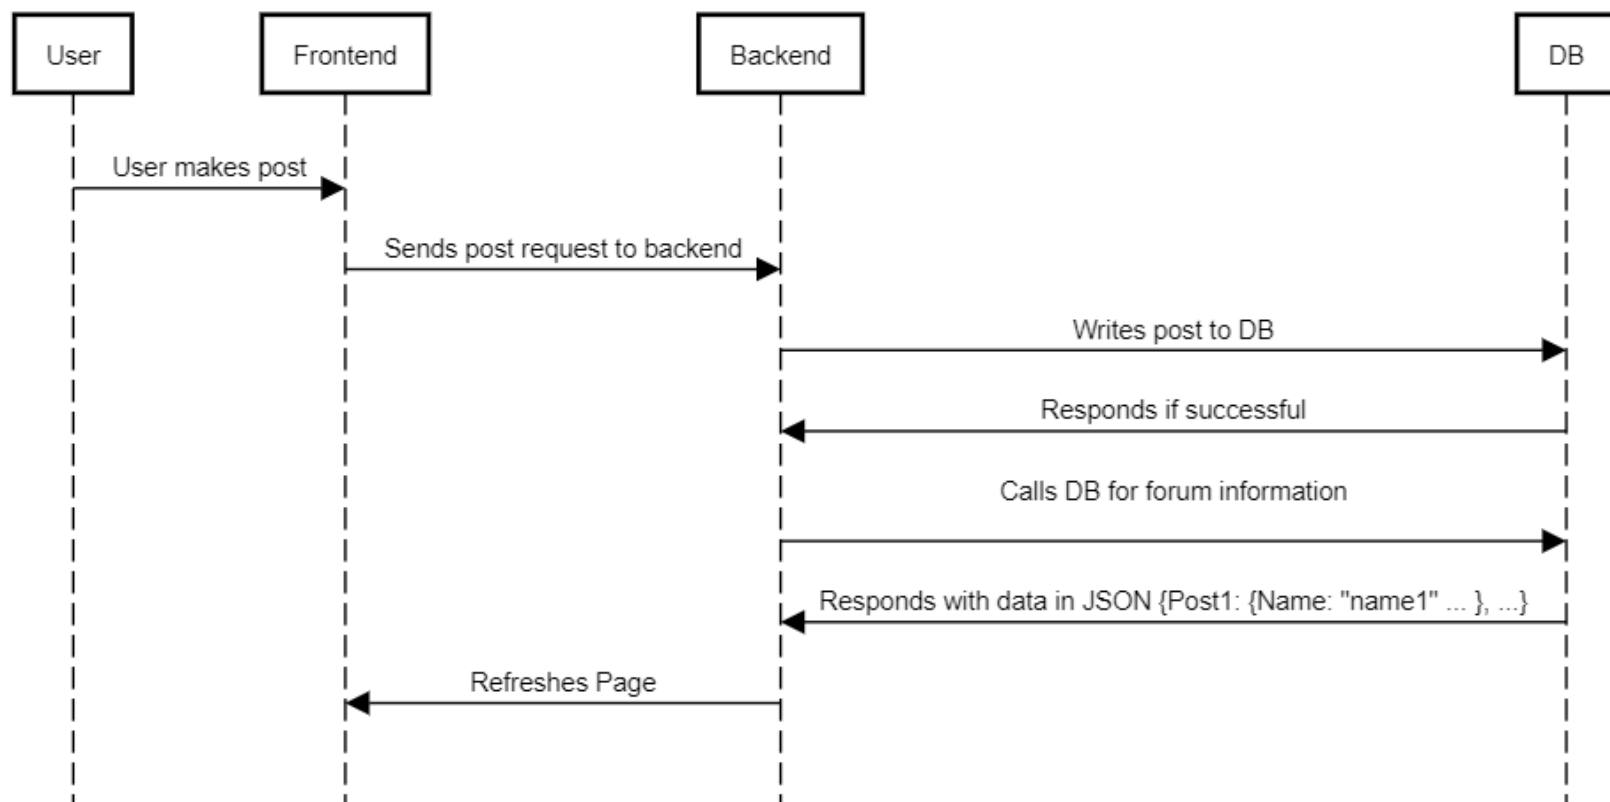 User
Frontend
Backend
DB
User makes post
Sends post request to backend
Writes post to DB
Responds if successful
Calls DB for forum information
Responds with data in JSON {Post1: {Name: "name1" ... }, ...}
Refreshes Page